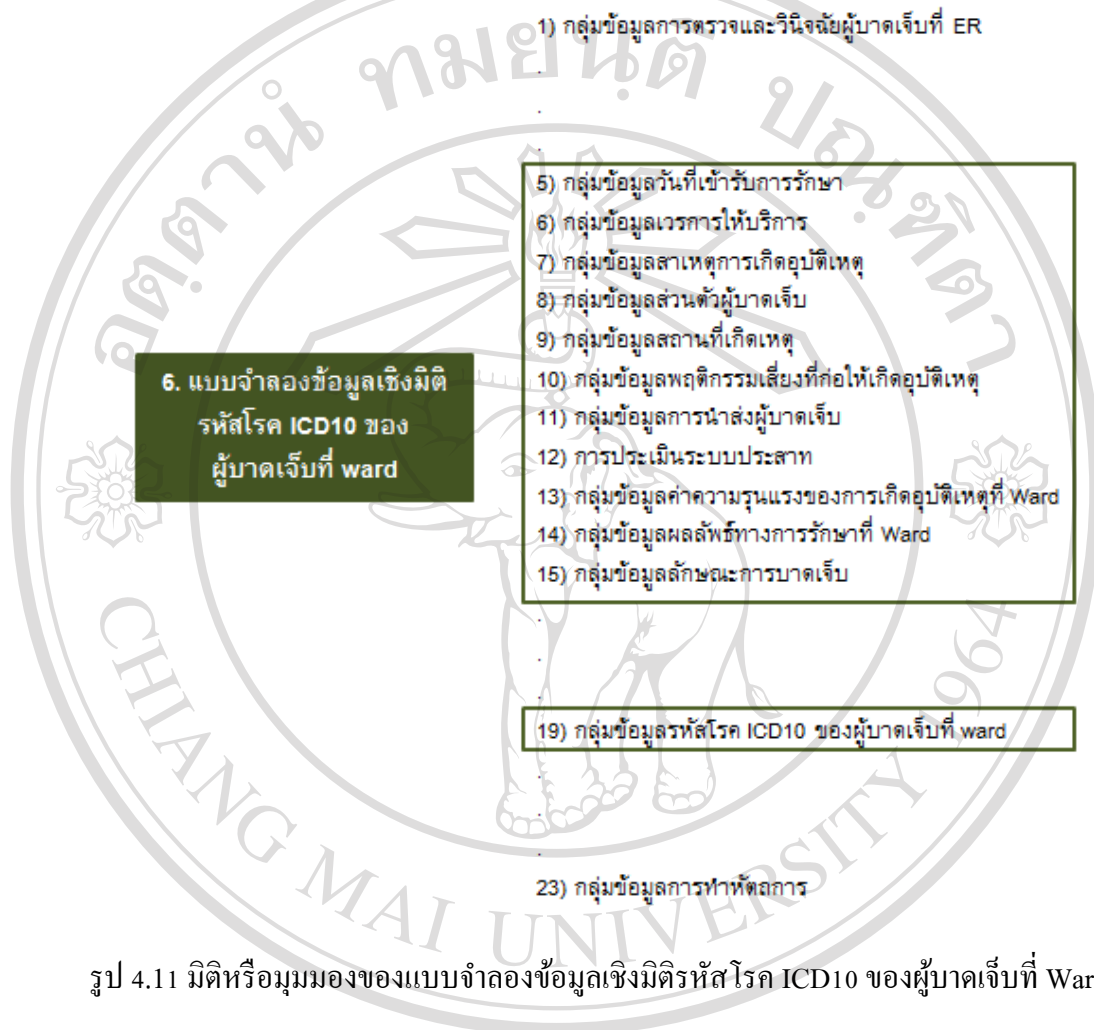 1) กลุ่มข้อมูลการตรวจและวินิจฉัยผู้บาดเจ็บที่ ER
.
.
.
5) กลุ่มข้อมูลวันที่เข้ารับการรักษา
6) กลุ่มข้อมูลเวรการให้บริการ
7) กลุ่มข้อมูลสาเหตุการเกิดอุบัติเหตุ
8) กลุ่มข้อมูลส่วนตัวผู้บาดเจ็บ
9) กลุ่มข้อมูลสถานที่เกิดเหตุ
10) กลุ่มข้อมูลพฤติกรรมเสี่ยงที่ก่อให้เกิดอุบัติเหตุ
11) กลุ่มข้อมูลการนำส่งผู้บาดเจ็บ
12) การประเมินระบบประสาท
13) กลุ่มข้อมูลค่าความรุนแรงของการเกิดอุบัติเหตุที่ Ward
14) กลุ่มข้อมูลผลลัพธ์ทางการรักษาที่ Ward
15) กลุ่มข้อมูลลักษณะการบาดเจ็บ
.
.
.
6. แบบจำลองข้อมูลเชิงมิติ
รหัสโรค ICD10 ของ
ผู้บาดเจ็บที่ ward
19) กลุ่มข้อมูลรหัสโรค ICD10 ของผู้บาดเจ็บที่ ward
.
.
.
23) กลุ่มข้อมูลการทำหัตถการ
รูป 4.11 มิติหรือมุมมองของแบบจำลองข้อมูลเชิงมิติรหัสโรค ICD10 ของผู้บาดเจ็บที่ War
อตฺตานํ ทมยนฺติ ปณฺฑิตา
CHIANG MAI UNIVERSITY 1964